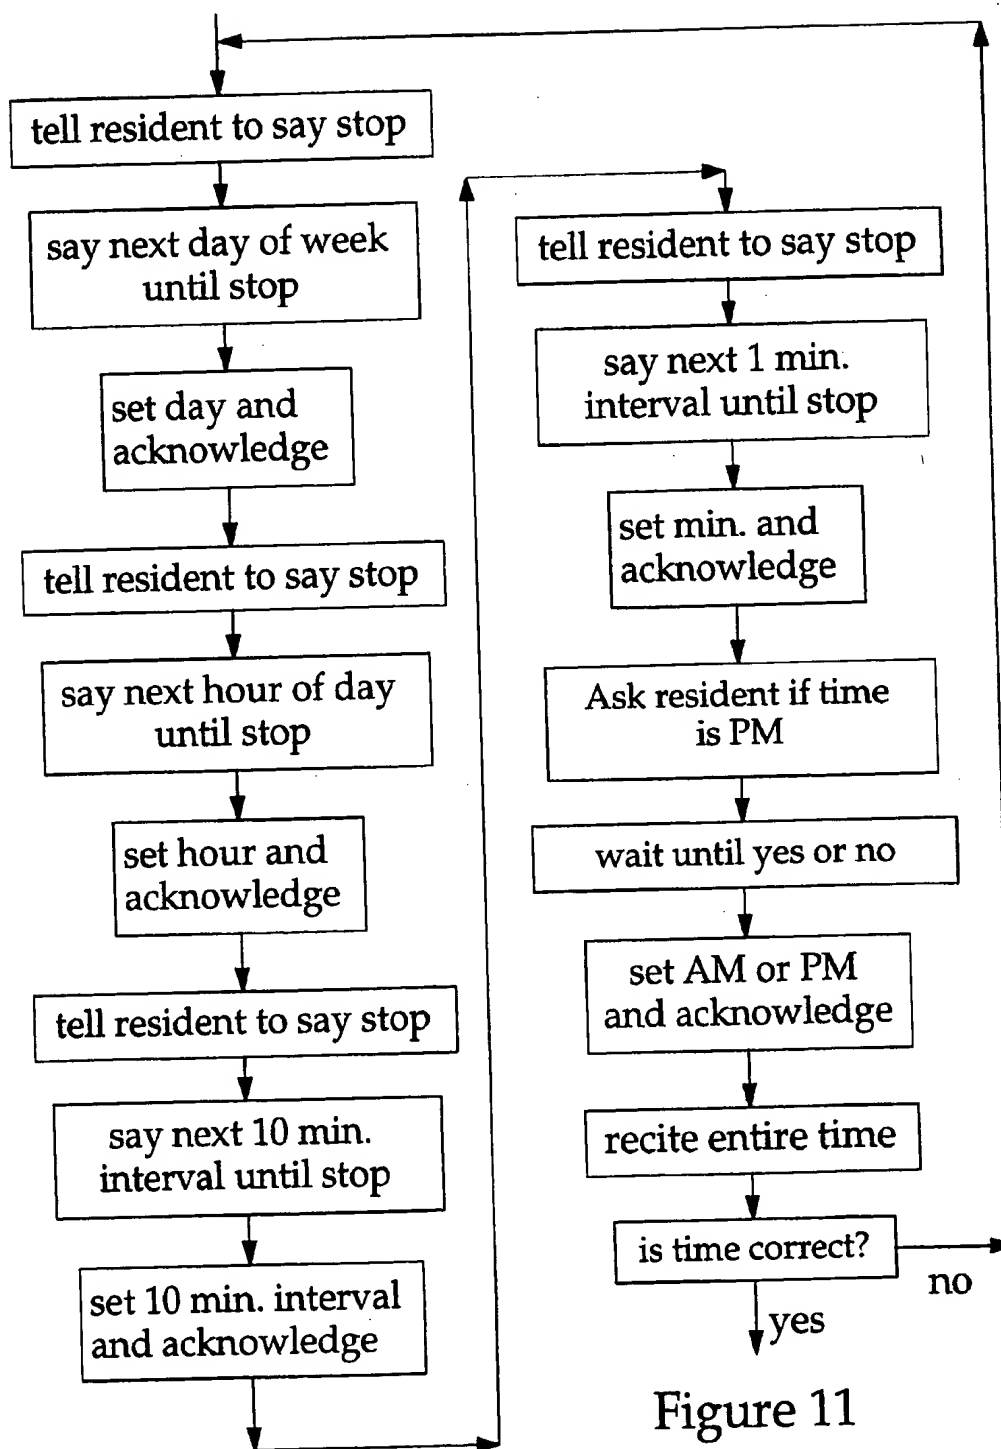 tell resident to say stop
say next day of week
until stop
set day and
acknowledge
tell resident to say stop
say next hour of day
until stop
set hour and
acknowledge
tell resident to say stop
say next 10 min.
interval until stop
set 10 min. interval
and acknowledge
tell resident to say stop
say next 1 min.
interval until stop
set min. and
acknowledge
Ask resident if time
is PM
wait until yes or no
set AM or PM
and acknowledge
recite entire time
is time correct?
no
yes
Figure 11